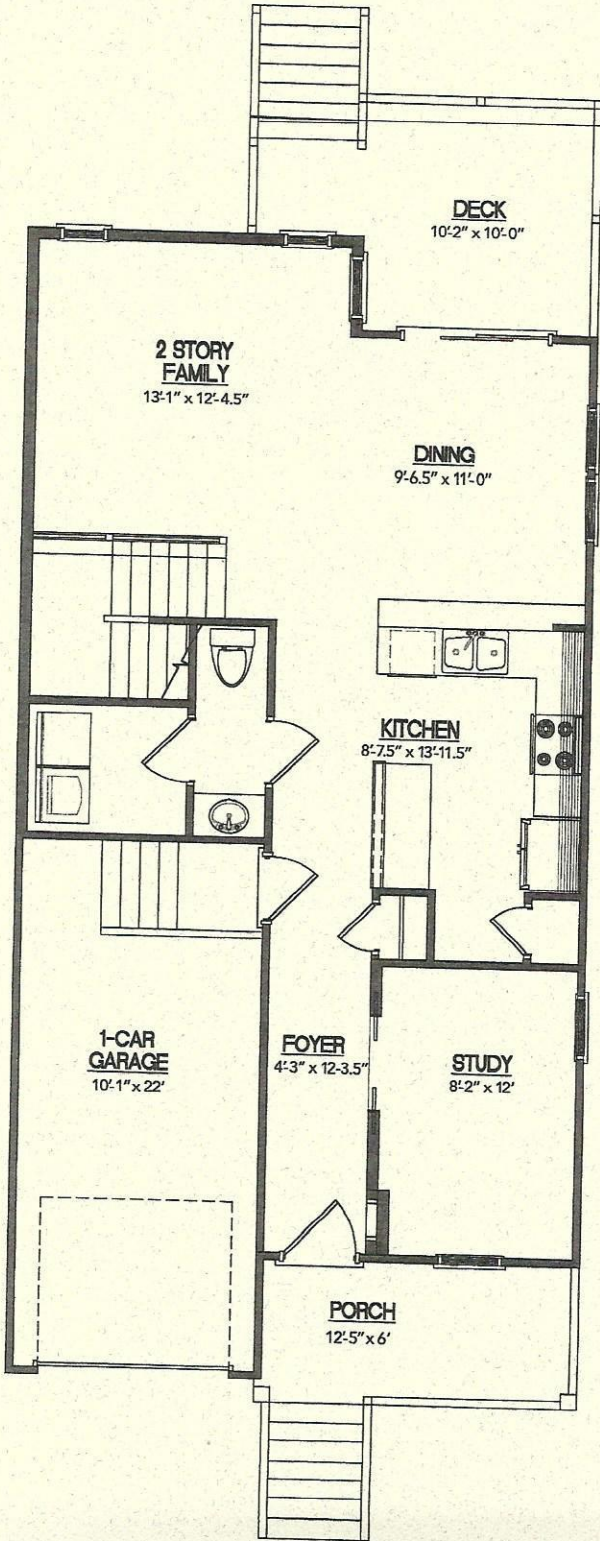 DECK
10'-2" x 10'-0"
2 STORY
FAMILY
13'-1" x 12'-4.5"
DINING
9'-6.5" x 11'-0"
KITCHEN
8'-7.5" x 13'-11.5"
1-CAR
GARAGE
10'-1" x 22'
FOYER
4'-3" x 12-3.5"
STUDY
8'-2" x 12'
PORCH
12'-5" x 6'